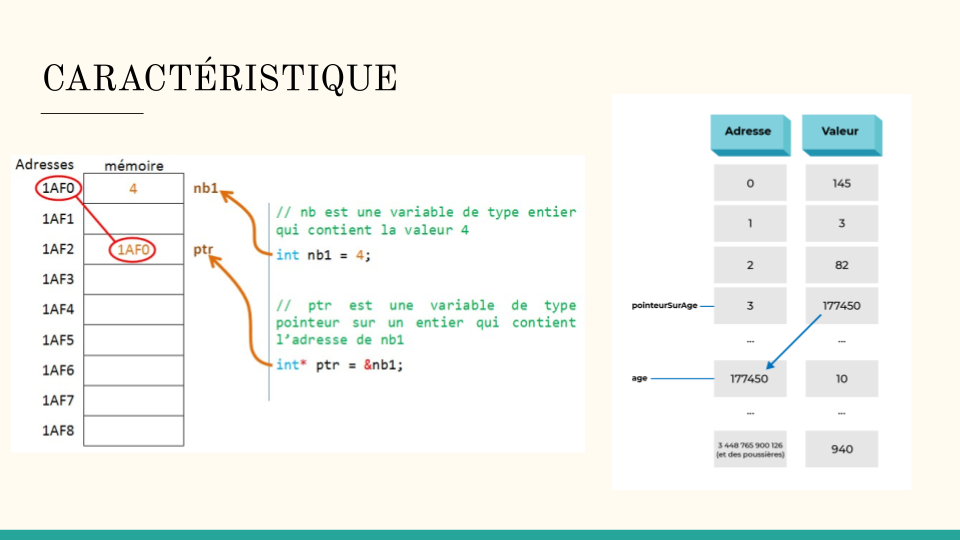 CARACTÉRISTIQUE
Adresses mémoire
1AF0 4 nb1
1AF1
1AF2 1AF0 ptr
1AF3
1AF4
1AF5
1AF6
1AF7
1AF8
// nb est une variable de type entier
qui contient la valeur 4
int nb1 = 4;
// ptr est une variable de type
pointeur sur un entier qui contient
l’adresse de nb1
int* ptr = &nb1;
Adresse Valeur
0 145
1 3
2 82
pointeurSurAge 3 177450
... ...
age 177450 10
... ...
3 448 765 900 126
(et des poussières) 940